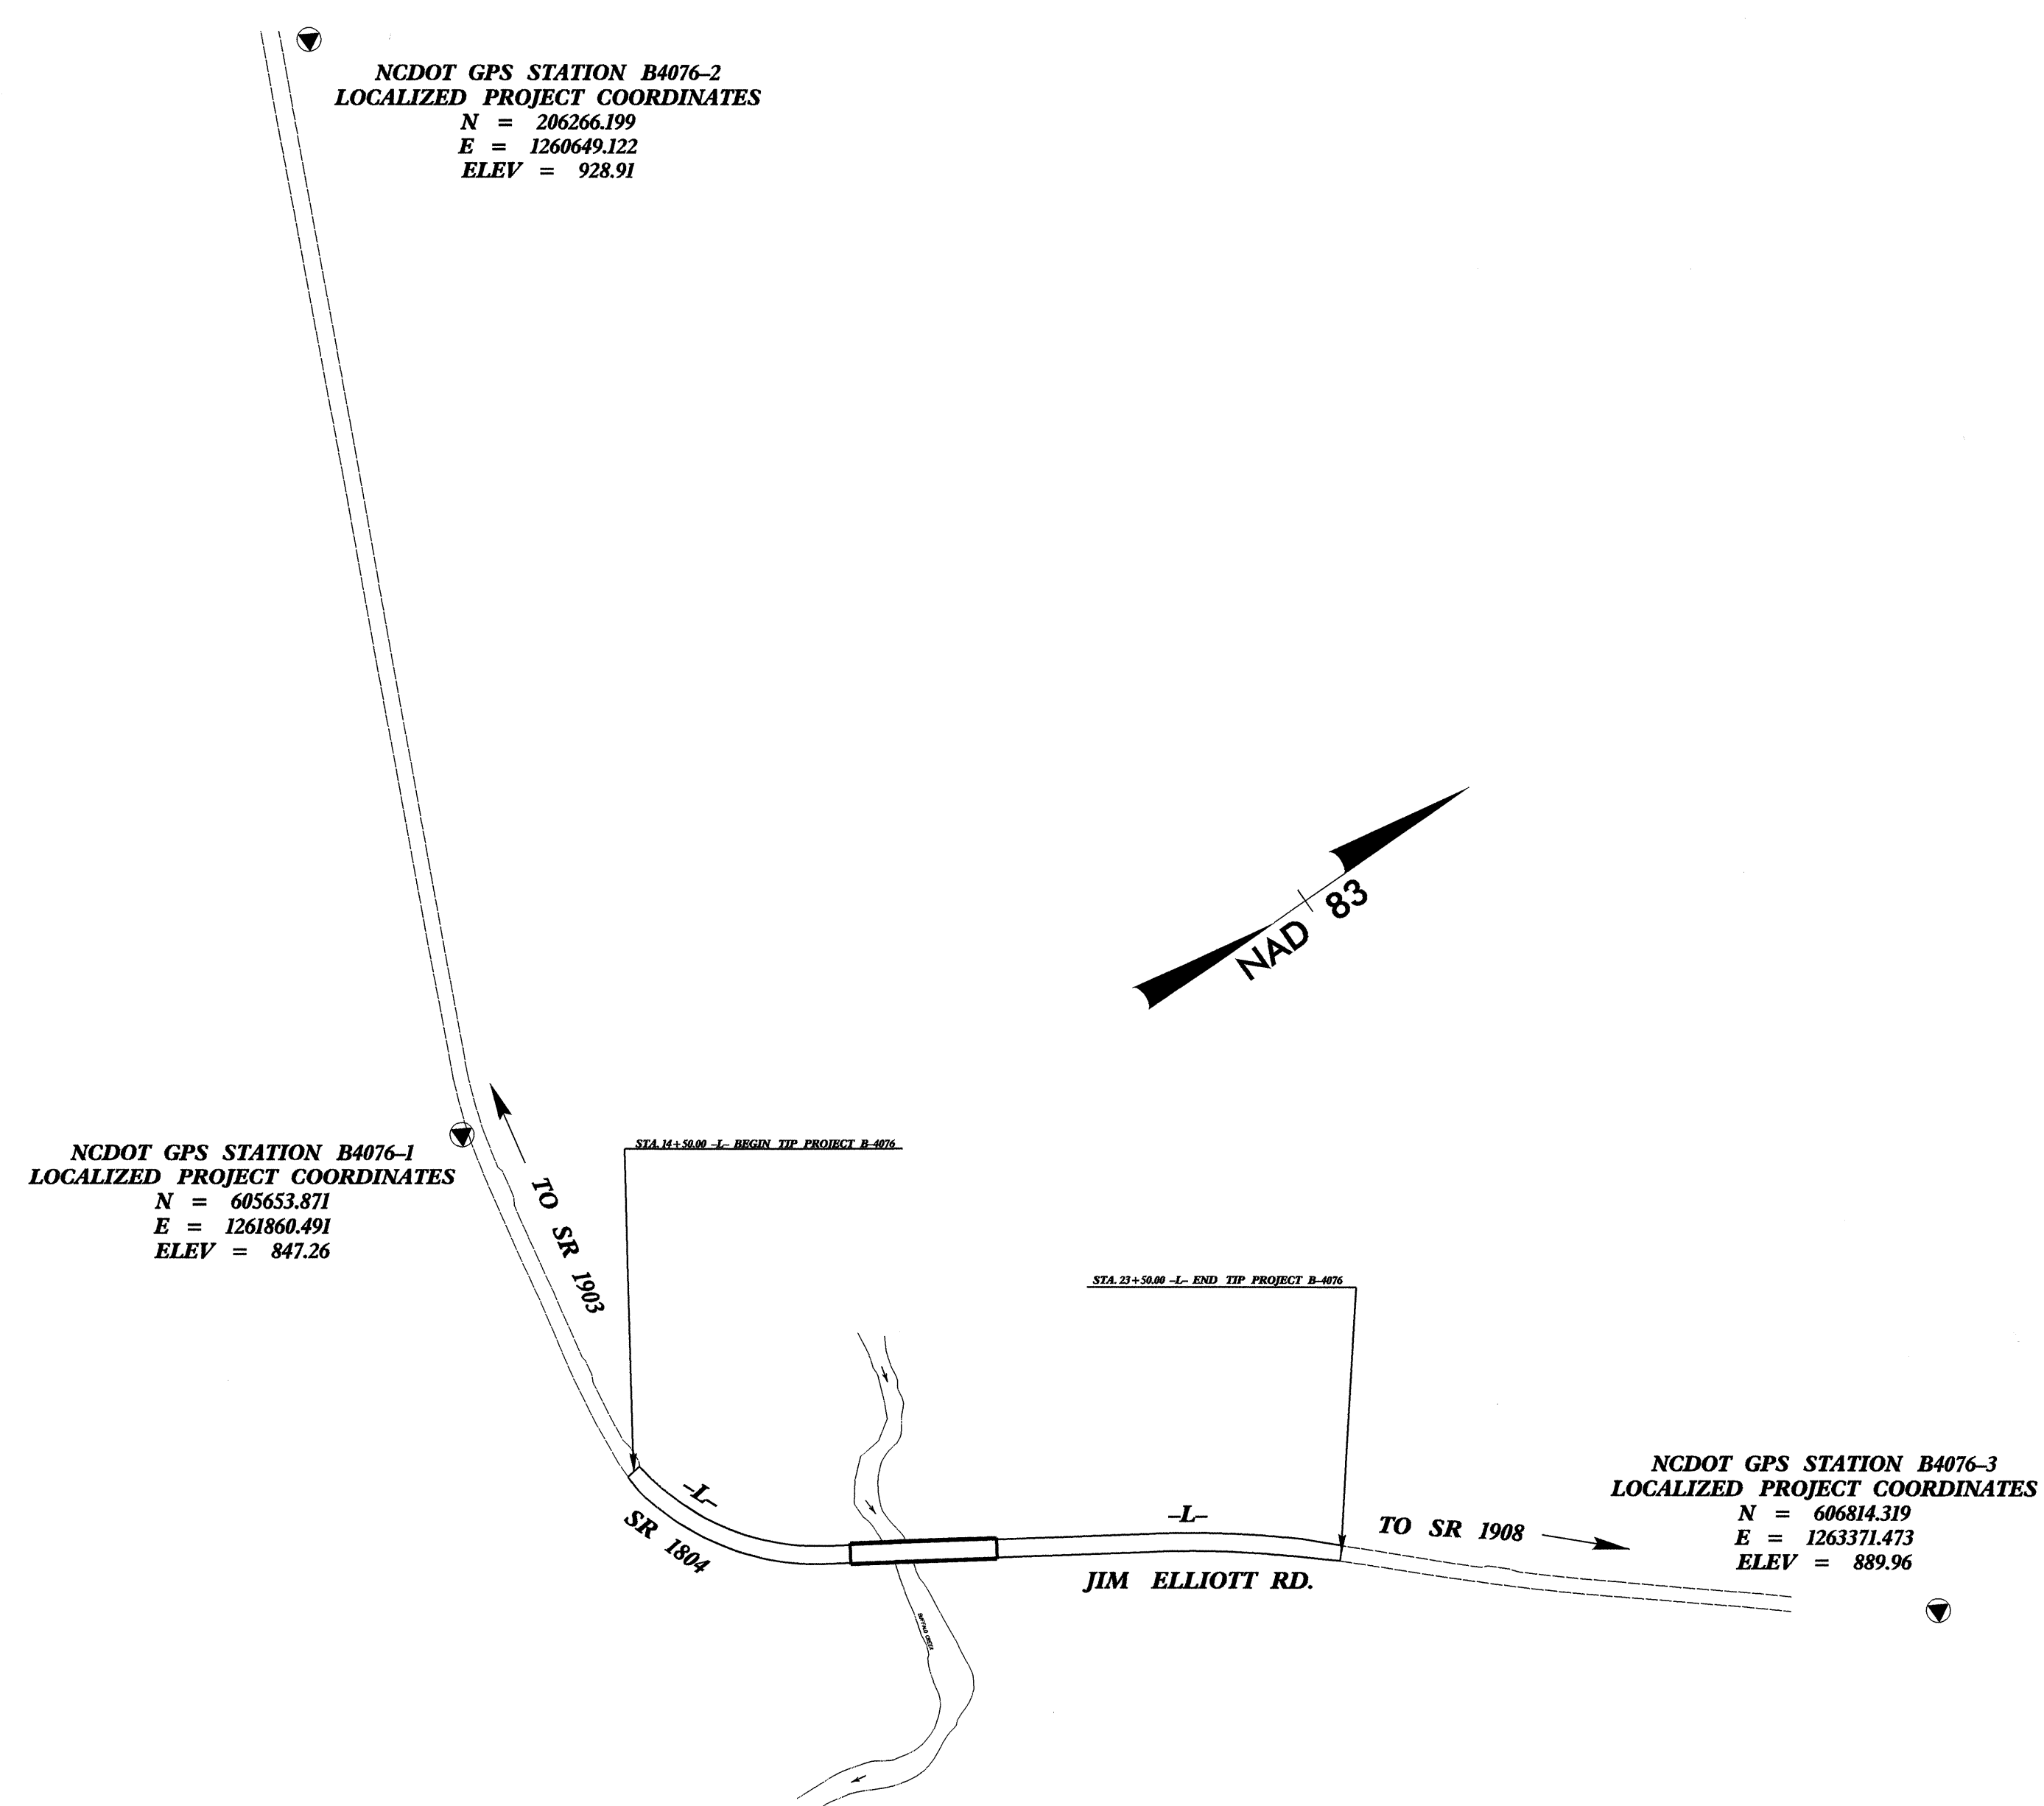 NCDOT GPS STATION B4076-2
LOCALIZED PROJECT COORDINATES
N = 206266.199
E = 1260649.122
ELEV = 928.91
NAD 83
NCDOT GPS STATION B4076-1
LOCALIZED PROJECT COORDINATES
N = 605653.871
E = 1261860.491
ELEV = 847.26
TO SR 1903
STA. 14+50.00 -L- BEGIN TIP PROJECT B-4076
STA. 23+50.00 -L- END TIP PROJECT B-4076
-L-
SR 1804
-L-
JIM ELLIOTT RD.
TO SR 1908
NCDOT GPS STATION B4076-3
LOCALIZED PROJECT COORDINATES
N = 606814.319
E = 1263371.473
ELEV = 889.96
BUFFALO CREEK